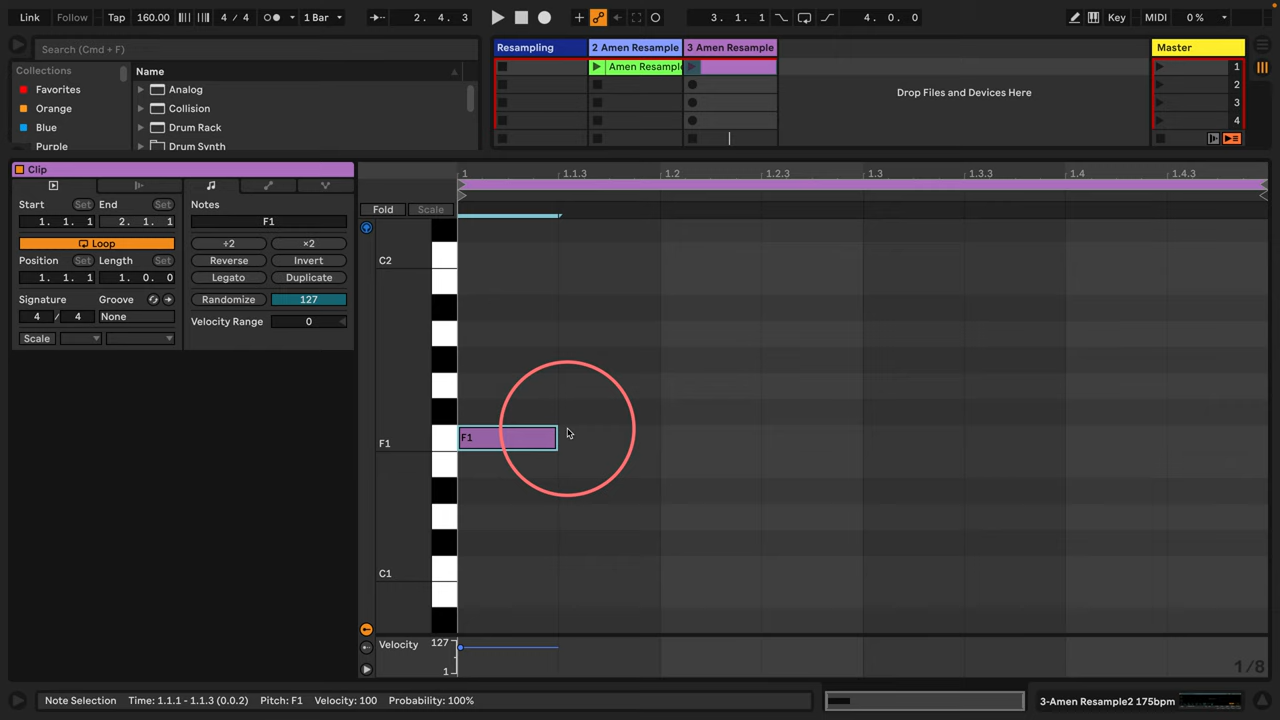 Link Follow Tap 160.00 4 / 4 1 Bar 2. 4. 3 3. 1. 1 4. 0. 0 Key MIDI 0 %
Search (Cmd + F)
Collections
Favorites
Orange
Blue
Purple
Name
Analog
Collision
Drum Rack
Drum Synth
Resampling 2 Amen Resample 3 Amen Resample Master
Amen Resample 1
2
3
4
Drop Files and Devices Here
Clip
Start Set End Set
1. 1. 1 2. 1. 1
Loop
Position Set Length Set
1. 1. 1 1. 0. 0
Signature Groove
4 / 4 None
Scale
Notes
F1
÷2 ×2
Reverse Invert
Legato Duplicate
Randomize 127
Velocity Range 0
1 1.1.3 1.2 1.2.3 1.3 1.3.3 1.4 1.4.3
Fold Scale
C2
F1 F1
C1
Velocity 127
1
1/8
Note Selection Time: 1.1.1 - 1.1.3 (0.0.2) Pitch: F1 Velocity: 100 Probability: 100%
3-Amen Resample2 175bpm